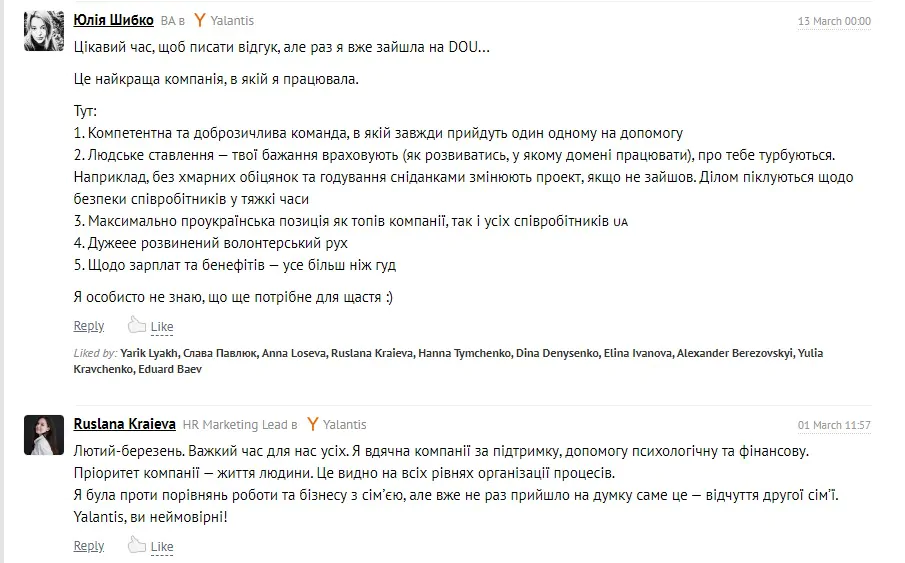 Юлія Шибко BA в Yalantis 13 March 00:00
Цікавий час, щоб писати відгук, але раз я вже зайшла на DOU...
Це найкраща компанія, в якій я працювала.
Тут:
1. Компетентна та доброзичлива команда, в якій завжди прийдуть один одному на допомогу
2. Людське ставлення — твої бажання враховують (як розвиватись, у якому домені працювати), про тебе турбуються.
Наприклад, без хмарних обіцянок та годування сніданками змінюють проект, якщо не зайшов. Ділом піклуються щодо
безпеки співробітників у тяжкі часи
3. Максимально проукраїнська позиція як топів компанії, так і усіх співробітників UA
4. Дужеее розвинений волонтерський рух
5. Щодо зарплат та бенефітів — усе більш ніж гуд
Я особисто не знаю, що ще потрібне для щастя :)
Reply Like
Liked by: Yarik Lyakh, Слава Павлюк, Anna Loseva, Ruslana Kraieva, Hanna Tymchenko, Dina Denysenko, Elina Ivanova, Alexander Berezovskyi, Yulia
Kravchenko, Eduard Baev
Ruslana Kraieva HR Marketing Lead в Yalantis 01 March 11:57
Лютий-березень. Важкий час для нас усіх. Я вдячна компанії за підтримку, допомогу психологічну та фінансову.
Пріоритет компанії — життя людини. Це видно на всіх рівнях організації процесів.
Я була проти порівнянь роботи та бізнесу з сім'єю, але вже не раз прийшло на думку саме це — відчуття другої сім'ї.
Yalantis, ви неймовірні!
Reply Like